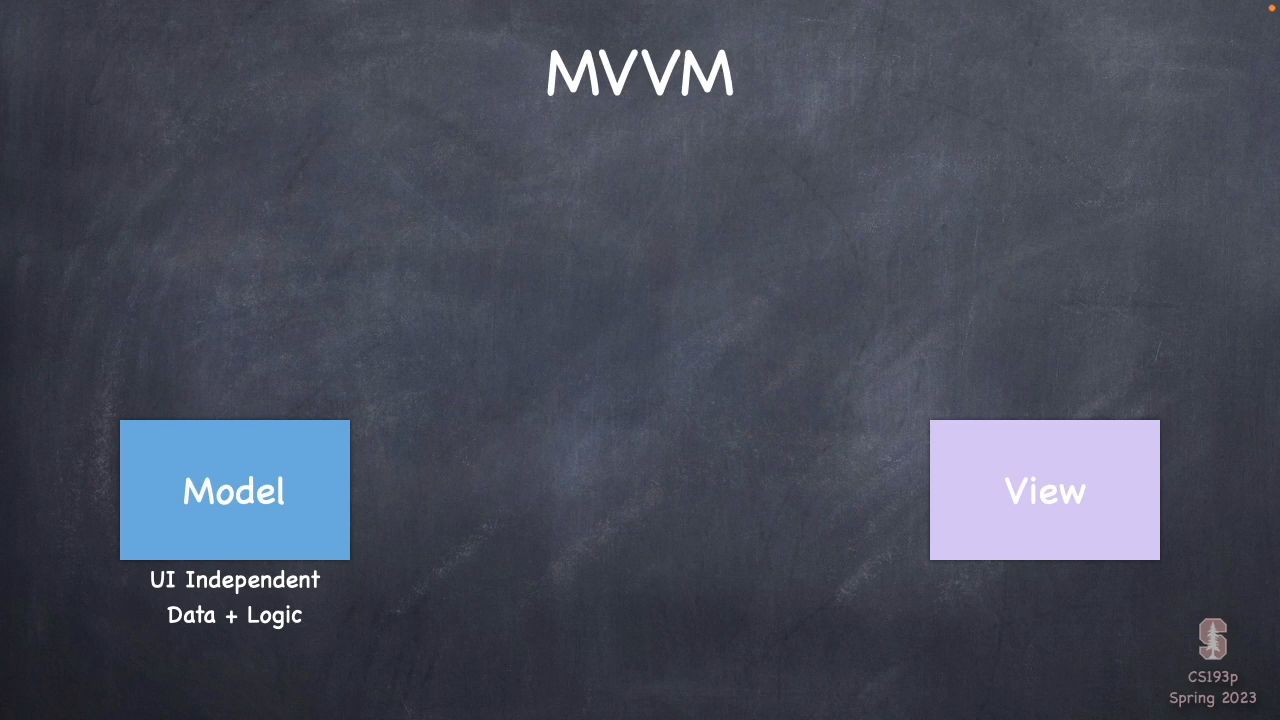 MVVM
Model
View
UI Independent
Data + Logic
CS193p
Spring 2023